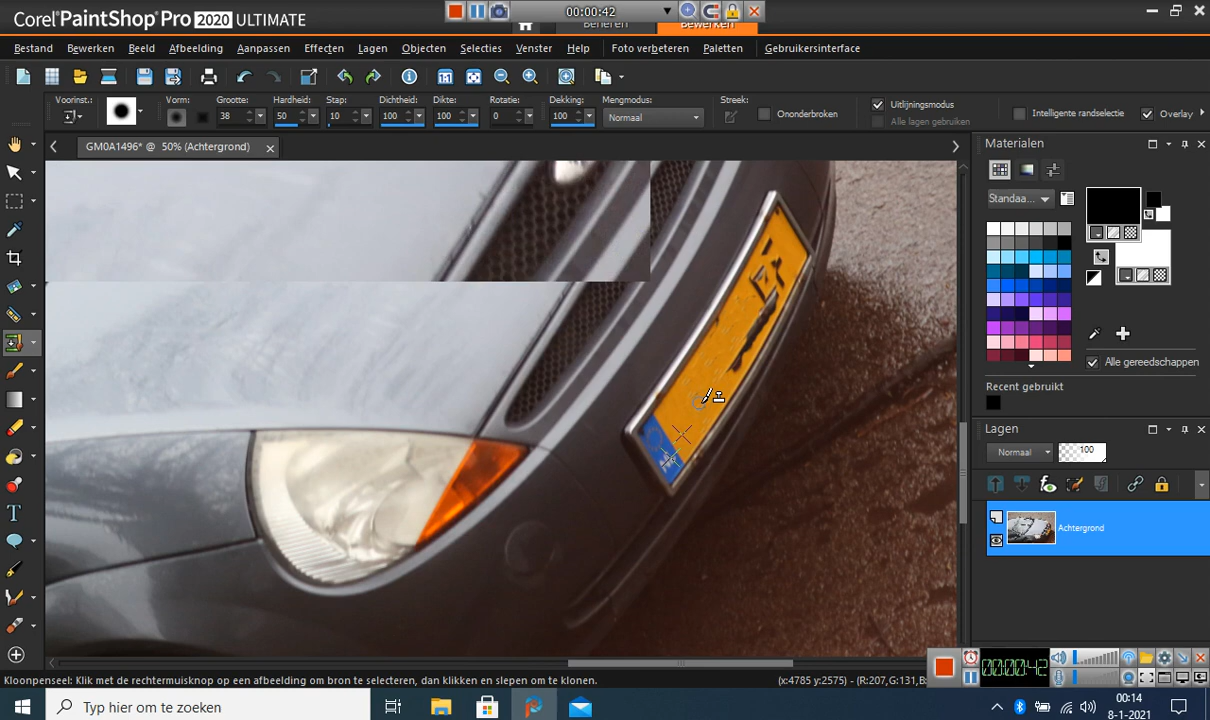 Corel PaintShop Pro 2020 ULTIMATE
00:00:42
Beheren
Bewerken
Bestand Bewerken Beeld Afbeelding Aanpassen Effecten Lagen Objecten Selecties Venster Help Foto verbeteren Paletten Gebruikersinterface
Voorinst.: Vorm: Grootte: Hardheid: Stap: Dichtheid: Dikte: Rotatie: Dekking: Mengmodus: Streek: Uitlijningsmodus Intelligente randselectie Overlay
38 50 10 100 100 0 100 Normaal Ononderbroken Alle lagen gebruiken
GM0A1496* @ 50% (Achtergrond)
Materialen
Standaa...
Alle gereedschappen
Recent gebruikt
Lagen
Normaal 100
Achtergrond
Kloonpenseel: Klik met de rechtermuisknop op een afbeelding om bron te selecteren, dan klikken en slepen om te klonen.
(x:4785 y:2575) - (R:207,G:131,B:
00:00:42
Typ hier om te zoeken
00:14
8-1-2021